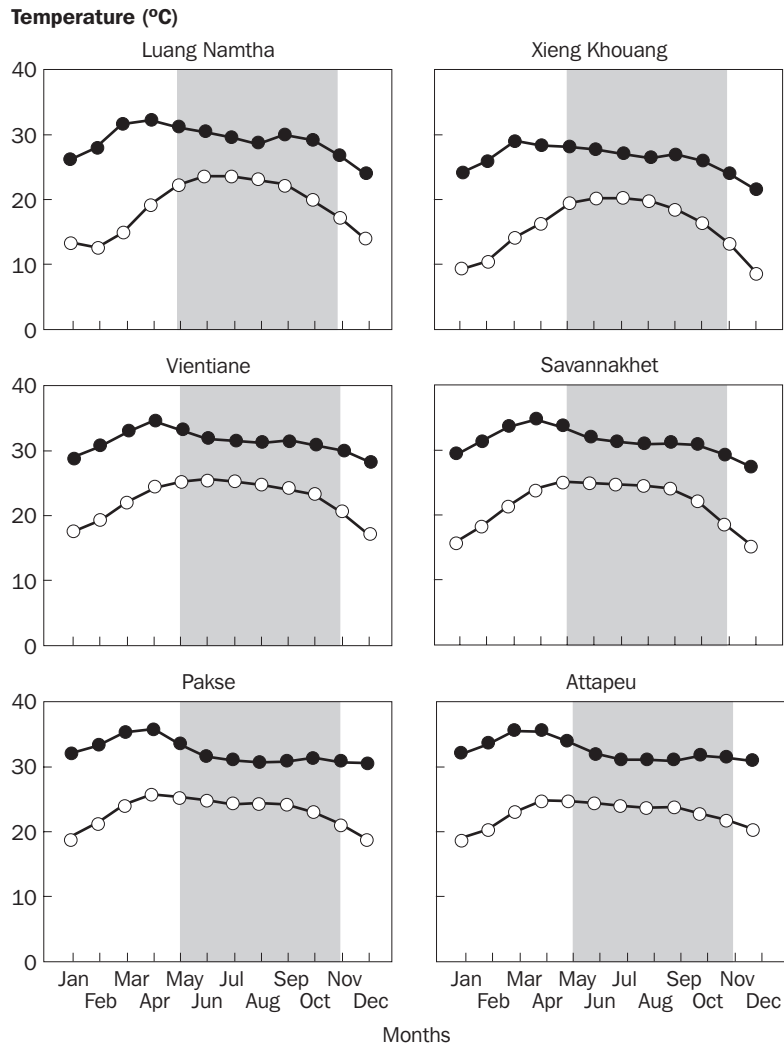 Temperature (ºC)
Luang Namtha
Xieng Khouang
40
30
20
10
0
Vientiane
Savannakhet
40
30
20
10
0
Pakse
Attapeu
40
30
20
10
0
Jan Mar May Jul Sep Nov Jan Mar May Jul Sep Nov
Feb Apr Jun Aug Oct Dec Feb Apr Jun Aug Oct Dec
Months